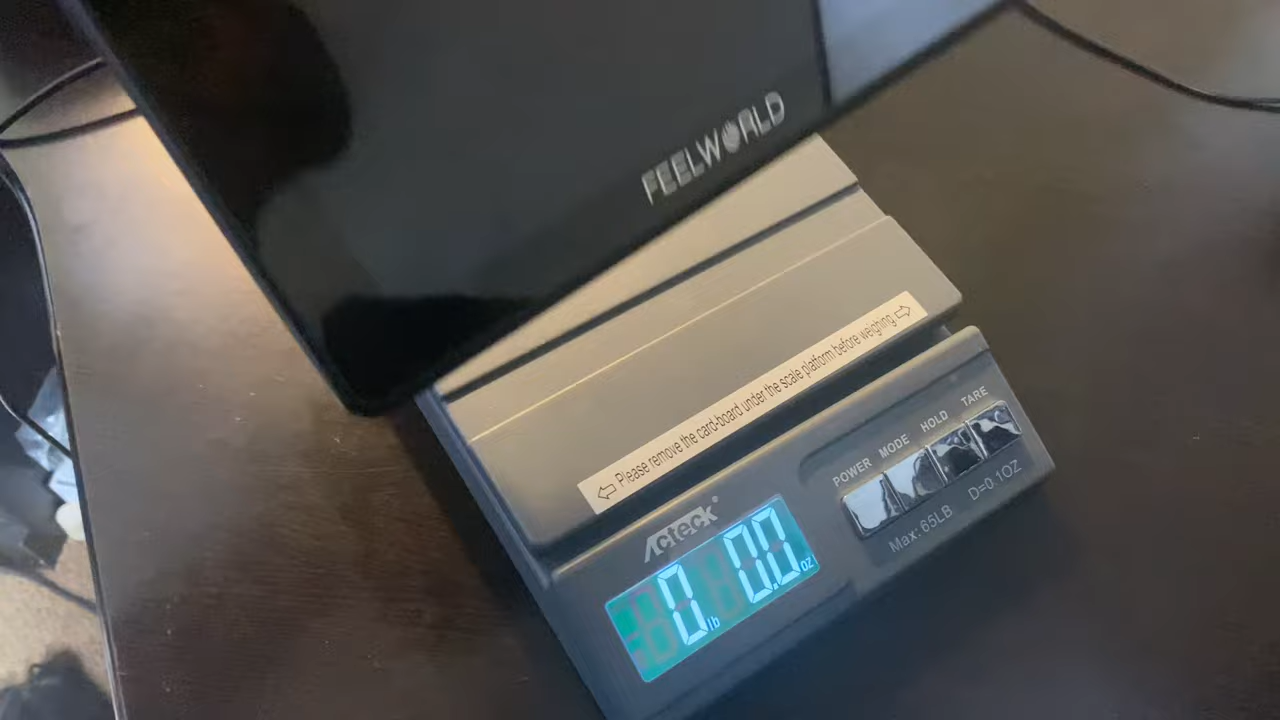 FEELWORLD
⇦ Please remove the card-board under the scale platform before weighing. ⇨
POWER MODE HOLD TARE
Max: 65LB D=0.1OZ
Acteck®
0 lb 0.0 oz